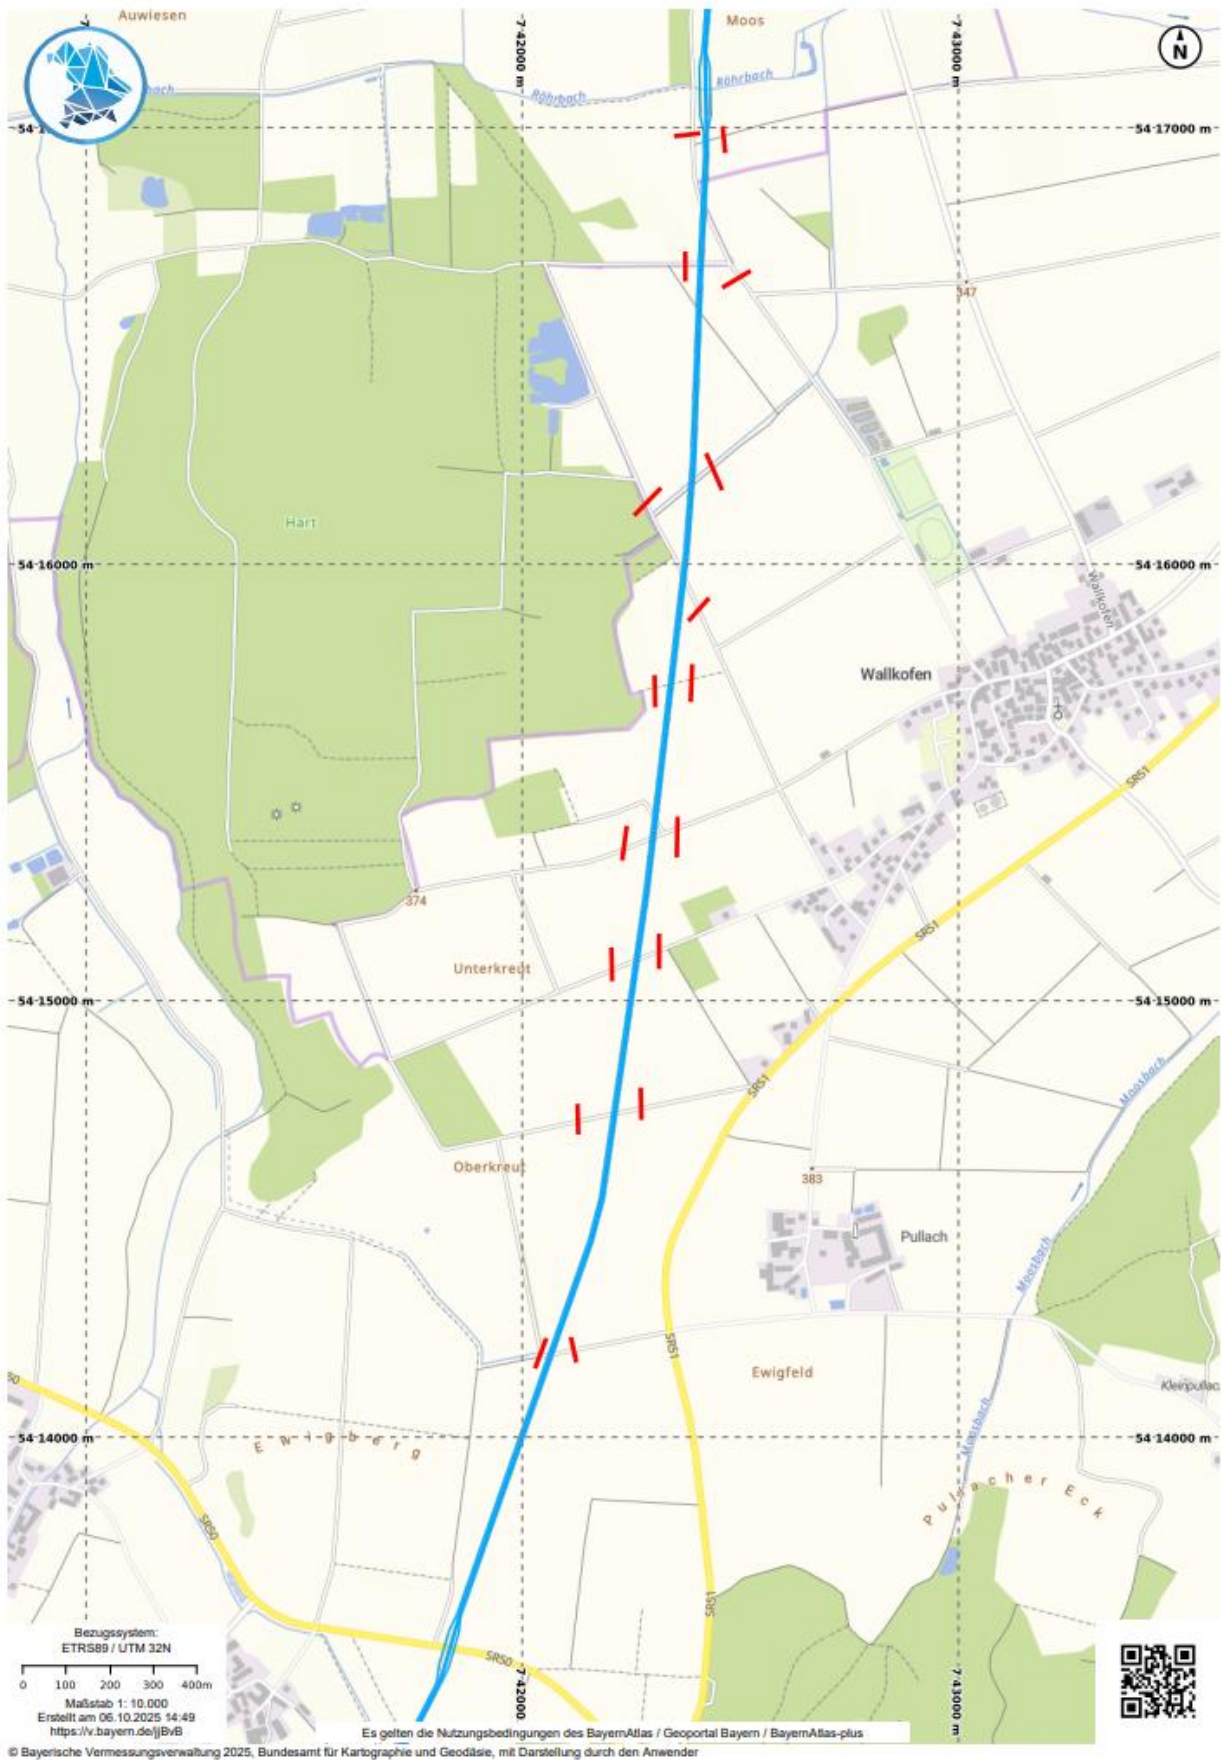 Auwiesen
Moos
7
7 42000 m
7 43000 m
N
bach
Röhrbach
Röhrbach
54 1
54 17000 m
347
Hart
54 16000 m
54 16000 m
Wallkofen
Wallkofen
SR51
374
SR51
Unterkreut
54 15000 m
54 15000 m
SR51
Moosbach
Oberkreut
383
Pullach
Moosbach
SR51
Ewigfeld
50
Kleinpullac
Moosbach
Ewigberg
54 14000 m
54 14000 m
Pullacher Eck
SR50
SR51
Bezugssystem:
ETRS89 / UTM 32N
SR50
0 100 200 300 400m
7 42000
7 43000 m
Maßstab 1: 10.000
Erstellt am 06.10.2025 14:49
https://v.bayern.de/jjBvB
Es gelten die Nutzungsbedingungen des BayernAtlas / Geoportal Bayern / BayernAtlas-plus
© Bayerische Vermessungsverwaltung 2025, Bundesamt für Kartographie und Geodäsie, mit Darstellung durch den Anwender